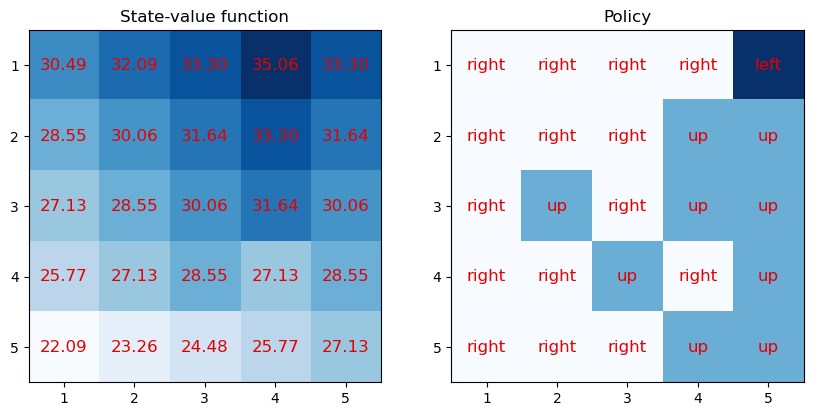 State-value function
1 30.49 32.09 33.30 35.06 33.30
2 28.55 30.06 31.64 33.30 31.64
3 27.13 28.55 30.06 31.64 30.06
4 25.77 27.13 28.55 27.13 28.55
5 22.09 23.26 24.48 25.77 27.13
1 2 3 4 5
Policy
1 right right right right left
2 right right right up up
3 right up right up up
4 right right up right up
5 right right right up up
1 2 3 4 5